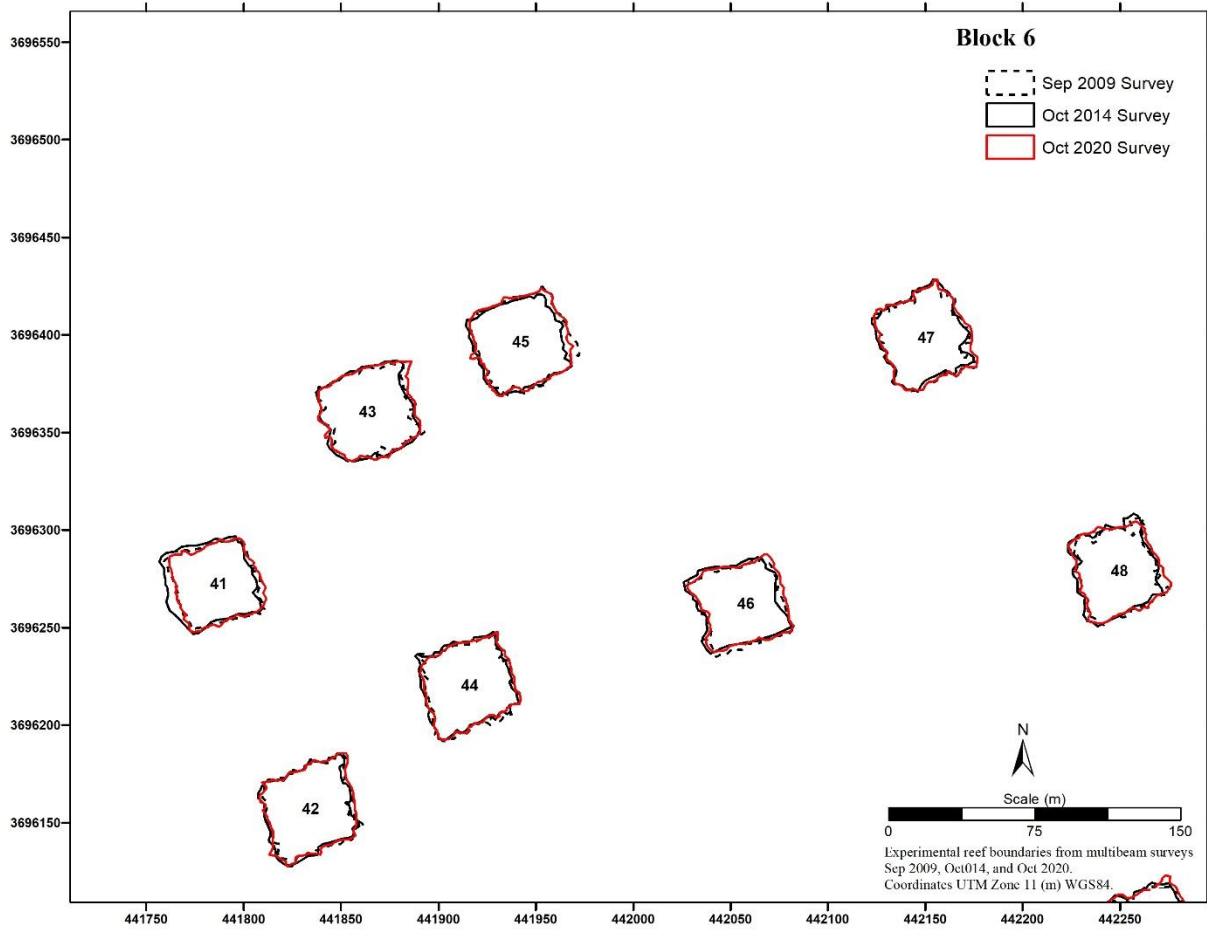 Block 6
Sep 2009 Survey
Oct 2014 Survey
Oct 2020 Survey
3696550
3696500
3696450
3696400
3696350
3696300
3696250
3696200
3696150
45
47
43
41
46
48
44
42
N
Scale (m)
0 75 150
Experimental reef boundaries from multibeam surveys
Sep 2009, Oct014, and Oct 2020.
Coordinates UTM Zone 11 (m) WGS84.
441750 441800 441850 441900 441950 442000 442050 442100 442150 442200 442250